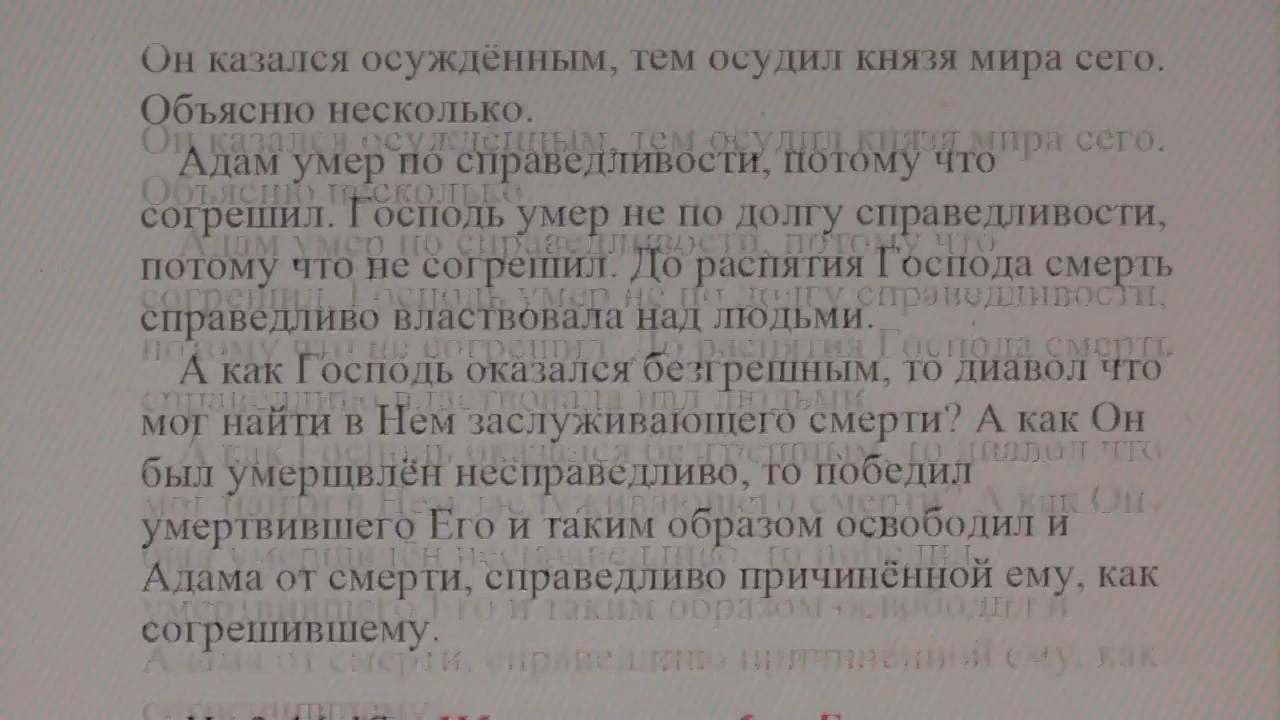 Он казался осуждённым, тем осудил князя мира сего.
Объясню несколько.
Адам умер по справедливости, потому что
согрешил. Господь умер не по долгу справедливости,
потому что не согрешил. До распятия Господа смерть
справедливо властвовала над людьми.
А как Господь оказался безгрешным, то диавол что
мог найти в Нем заслуживающего смерти? А как Он
был умерщвлён несправедливо, то победил
умертвившего Его и таким образом освободил и
Адама от смерти, справедливо причинённой ему, как
согрешившему.